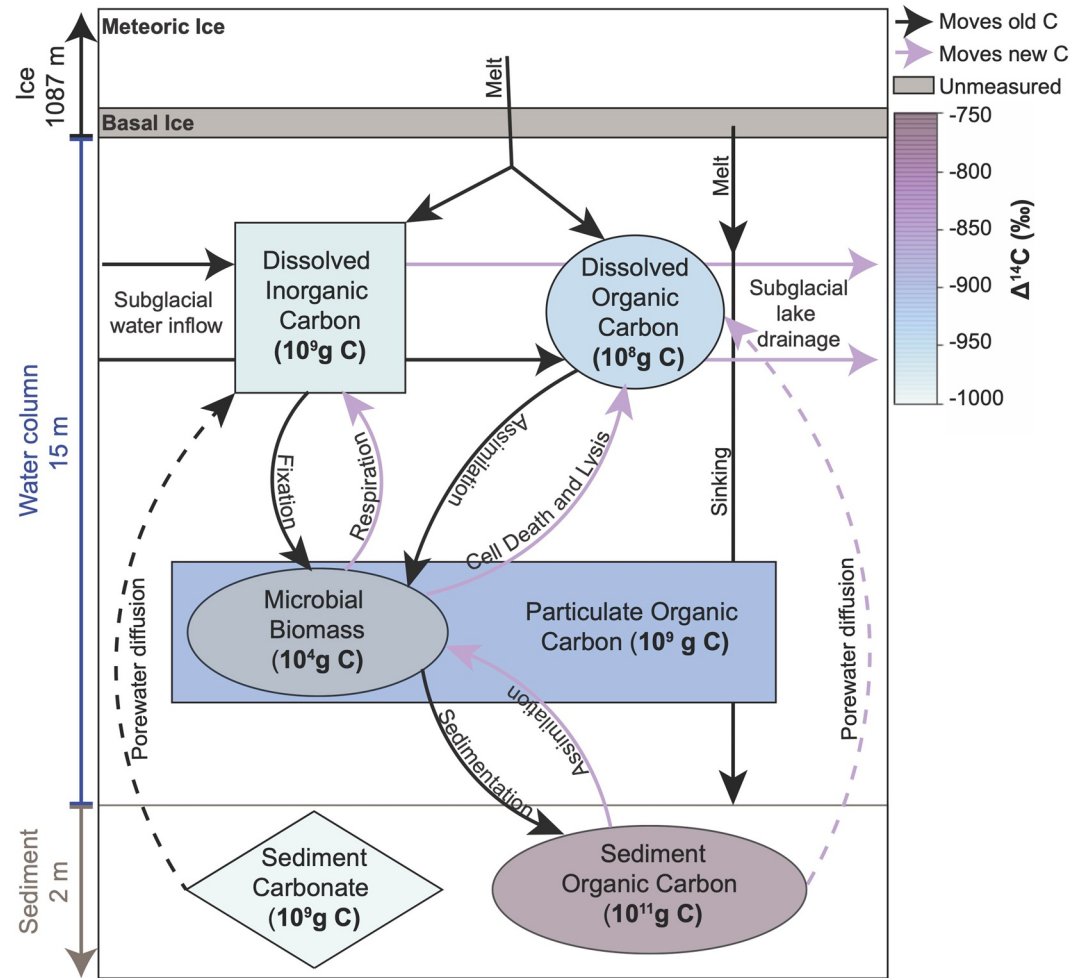 Meteoric Ice
Moves old C
Moves new C
Unmeasured
Ice
1087 m
Melt
Basal Ice
-750
-800
-850
-900
-950
-1000
Δ¹⁴C (‰)
Melt
Dissolved
Inorganic
Carbon
(10⁹g C)
Dissolved
Organic
Carbon
(10⁸g C)
Subglacial
water inflow
Subglacial
lake
drainage
Water column
15 m
Fixation
Respiration
Assimilation
Cell Death and Lysis
Sinking
Microbial
Biomass
(10⁴g C)
Particulate Organic
Carbon (10⁹ g C)
Porewater diffusion
Porewater diffusion
Sedimentation
Assimilation
Sediment
2 m
Sediment
Carbonate
(10⁹g C)
Sediment
Organic Carbon
(10¹¹g C)